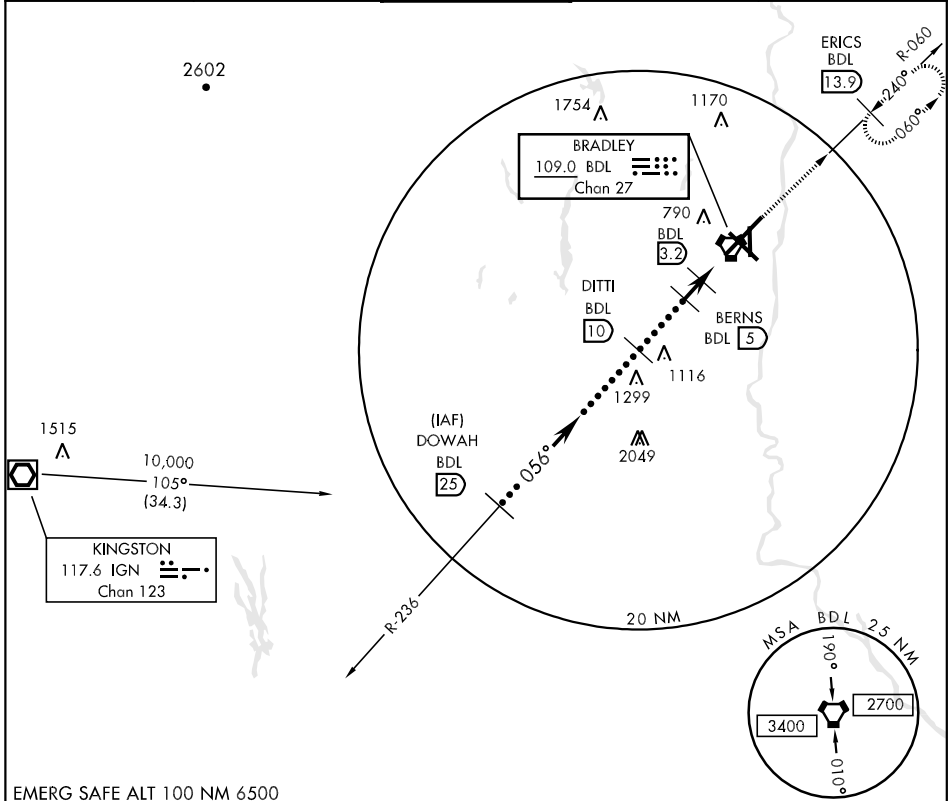 2602
ERICS
BDL
13.9
R-060
240°
060°
1754
1170
BRADLEY
109.0 BDL
Chan 27
790
BDL
3.2
DITTI
BDL
10
BERNS
BDL 5
1116
1299
(IAF)
DOWAH
BDL
25
056°
2049
1515
10,000
105°
(34.3)
KINGSTON
117.6 IGN
Chan 123
R-236
20 NM
MSA BDL 25 NM
190°
2700
3400
010°
EMERG SAFE ALT 100 NM 6500